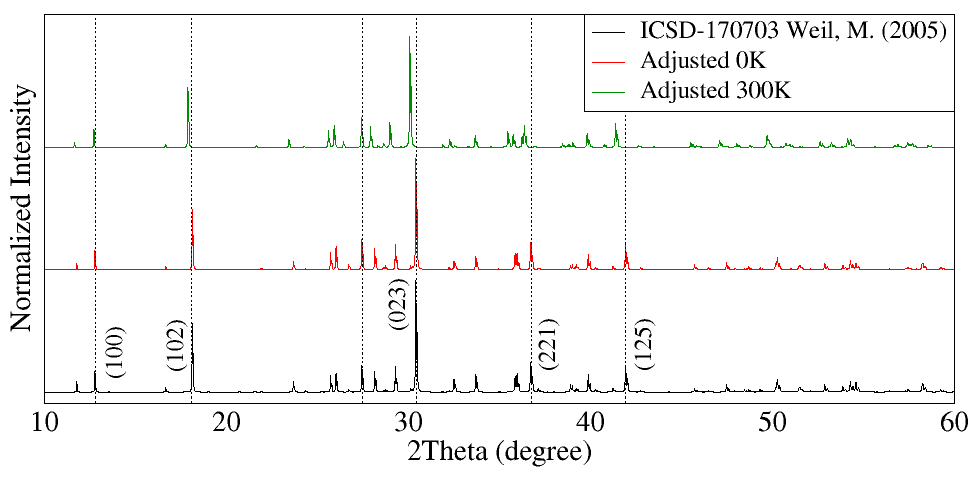 ICSD-170703 Weil, M. (2005)
Adjusted 0K
Adjusted 300K
Normalized Intensity
(100)
(102)
(023)
(221)
(125)
10 20 30 40 50 60
2Theta (degree)